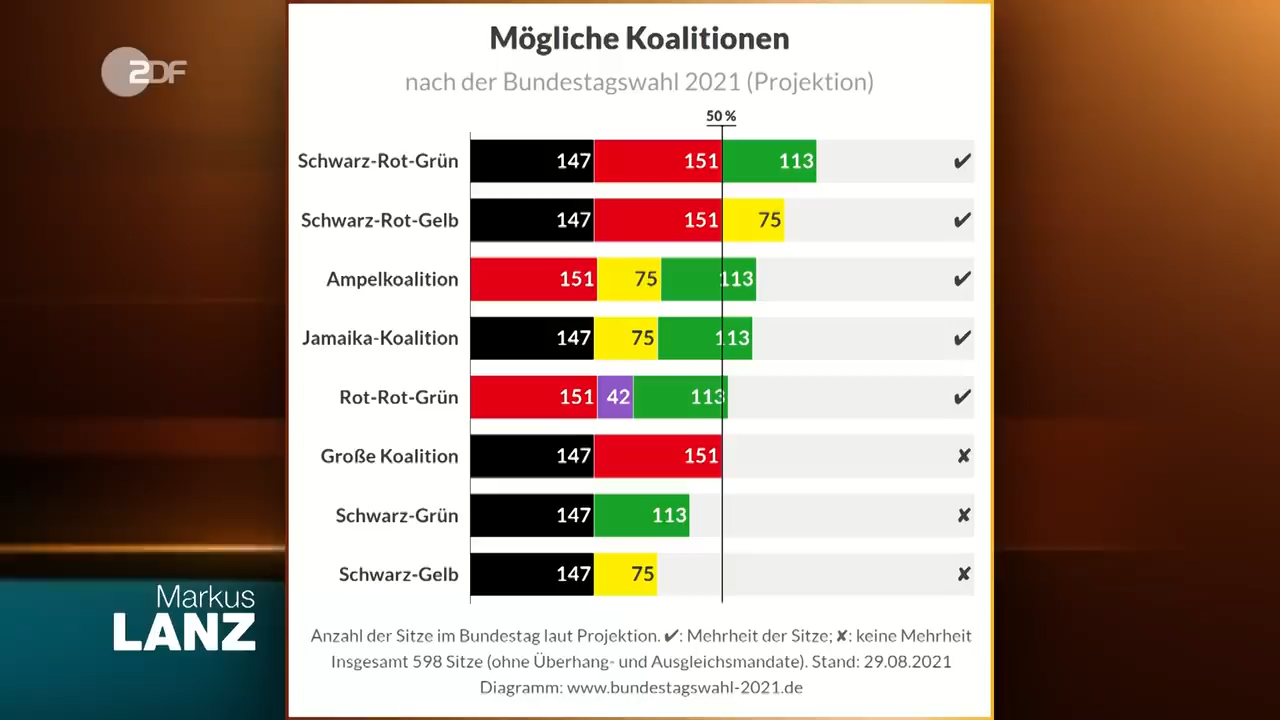 ZDF
Mögliche Koalitionen
nach der Bundestagswahl 2021 (Projektion)
50 %
Schwarz-Rot-Grün 147 151 113 ✔
Schwarz-Rot-Gelb 147 151 75 ✔
Ampelkoalition 151 75 113 ✔
Jamaika-Koalition 147 75 113 ✔
Rot-Rot-Grün 151 42 113 ✔
Große Koalition 147 151 ✘
Schwarz-Grün 147 113 ✘
Schwarz-Gelb 147 75 ✘
Anzahl der Sitze im Bundestag laut Projektion. ✔: Mehrheit der Sitze; ✘: keine Mehrheit
Insgesamt 598 Sitze (ohne Überhang- und Ausgleichsmandate). Stand: 29.08.2021
Diagramm: www.bundestagswahl-2021.de
Markus
LANZ